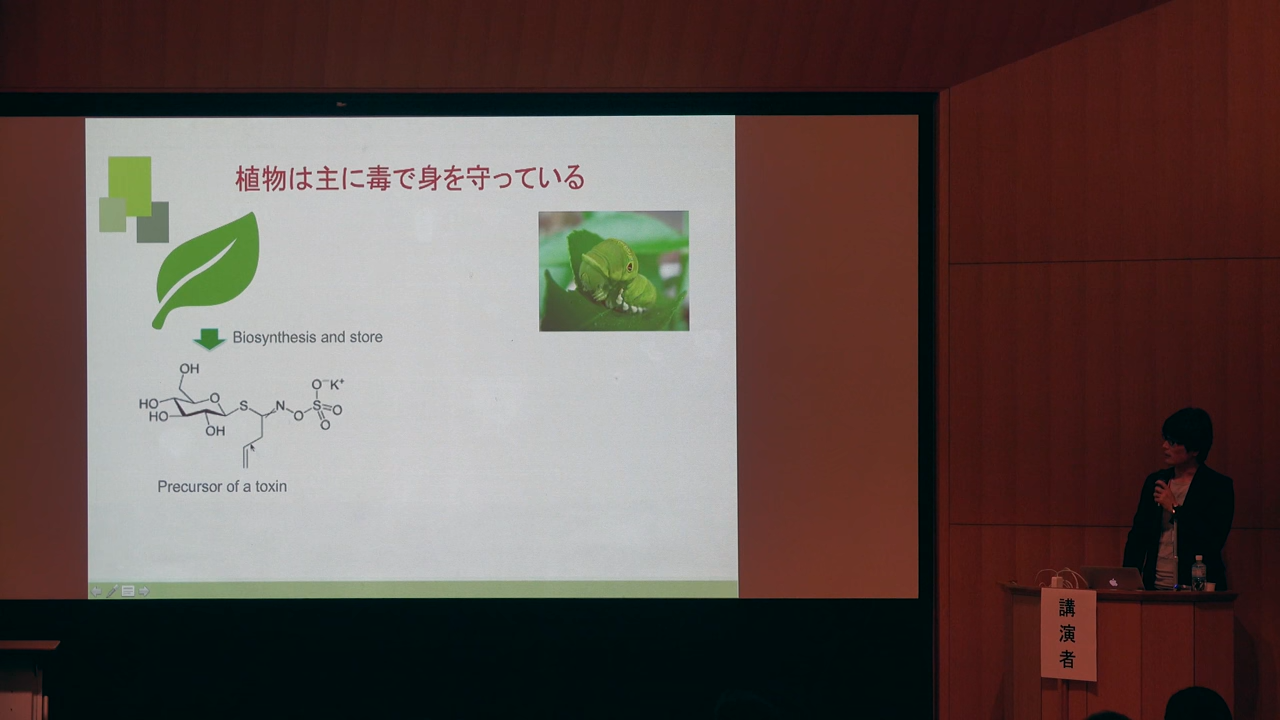 植物は主に毒で身を守っている
Biosynthesis and store
OH
HO
HO
O
OH
S
N
O
S
O⁻K⁺
O
O
Precursor of a toxin
講
演
者